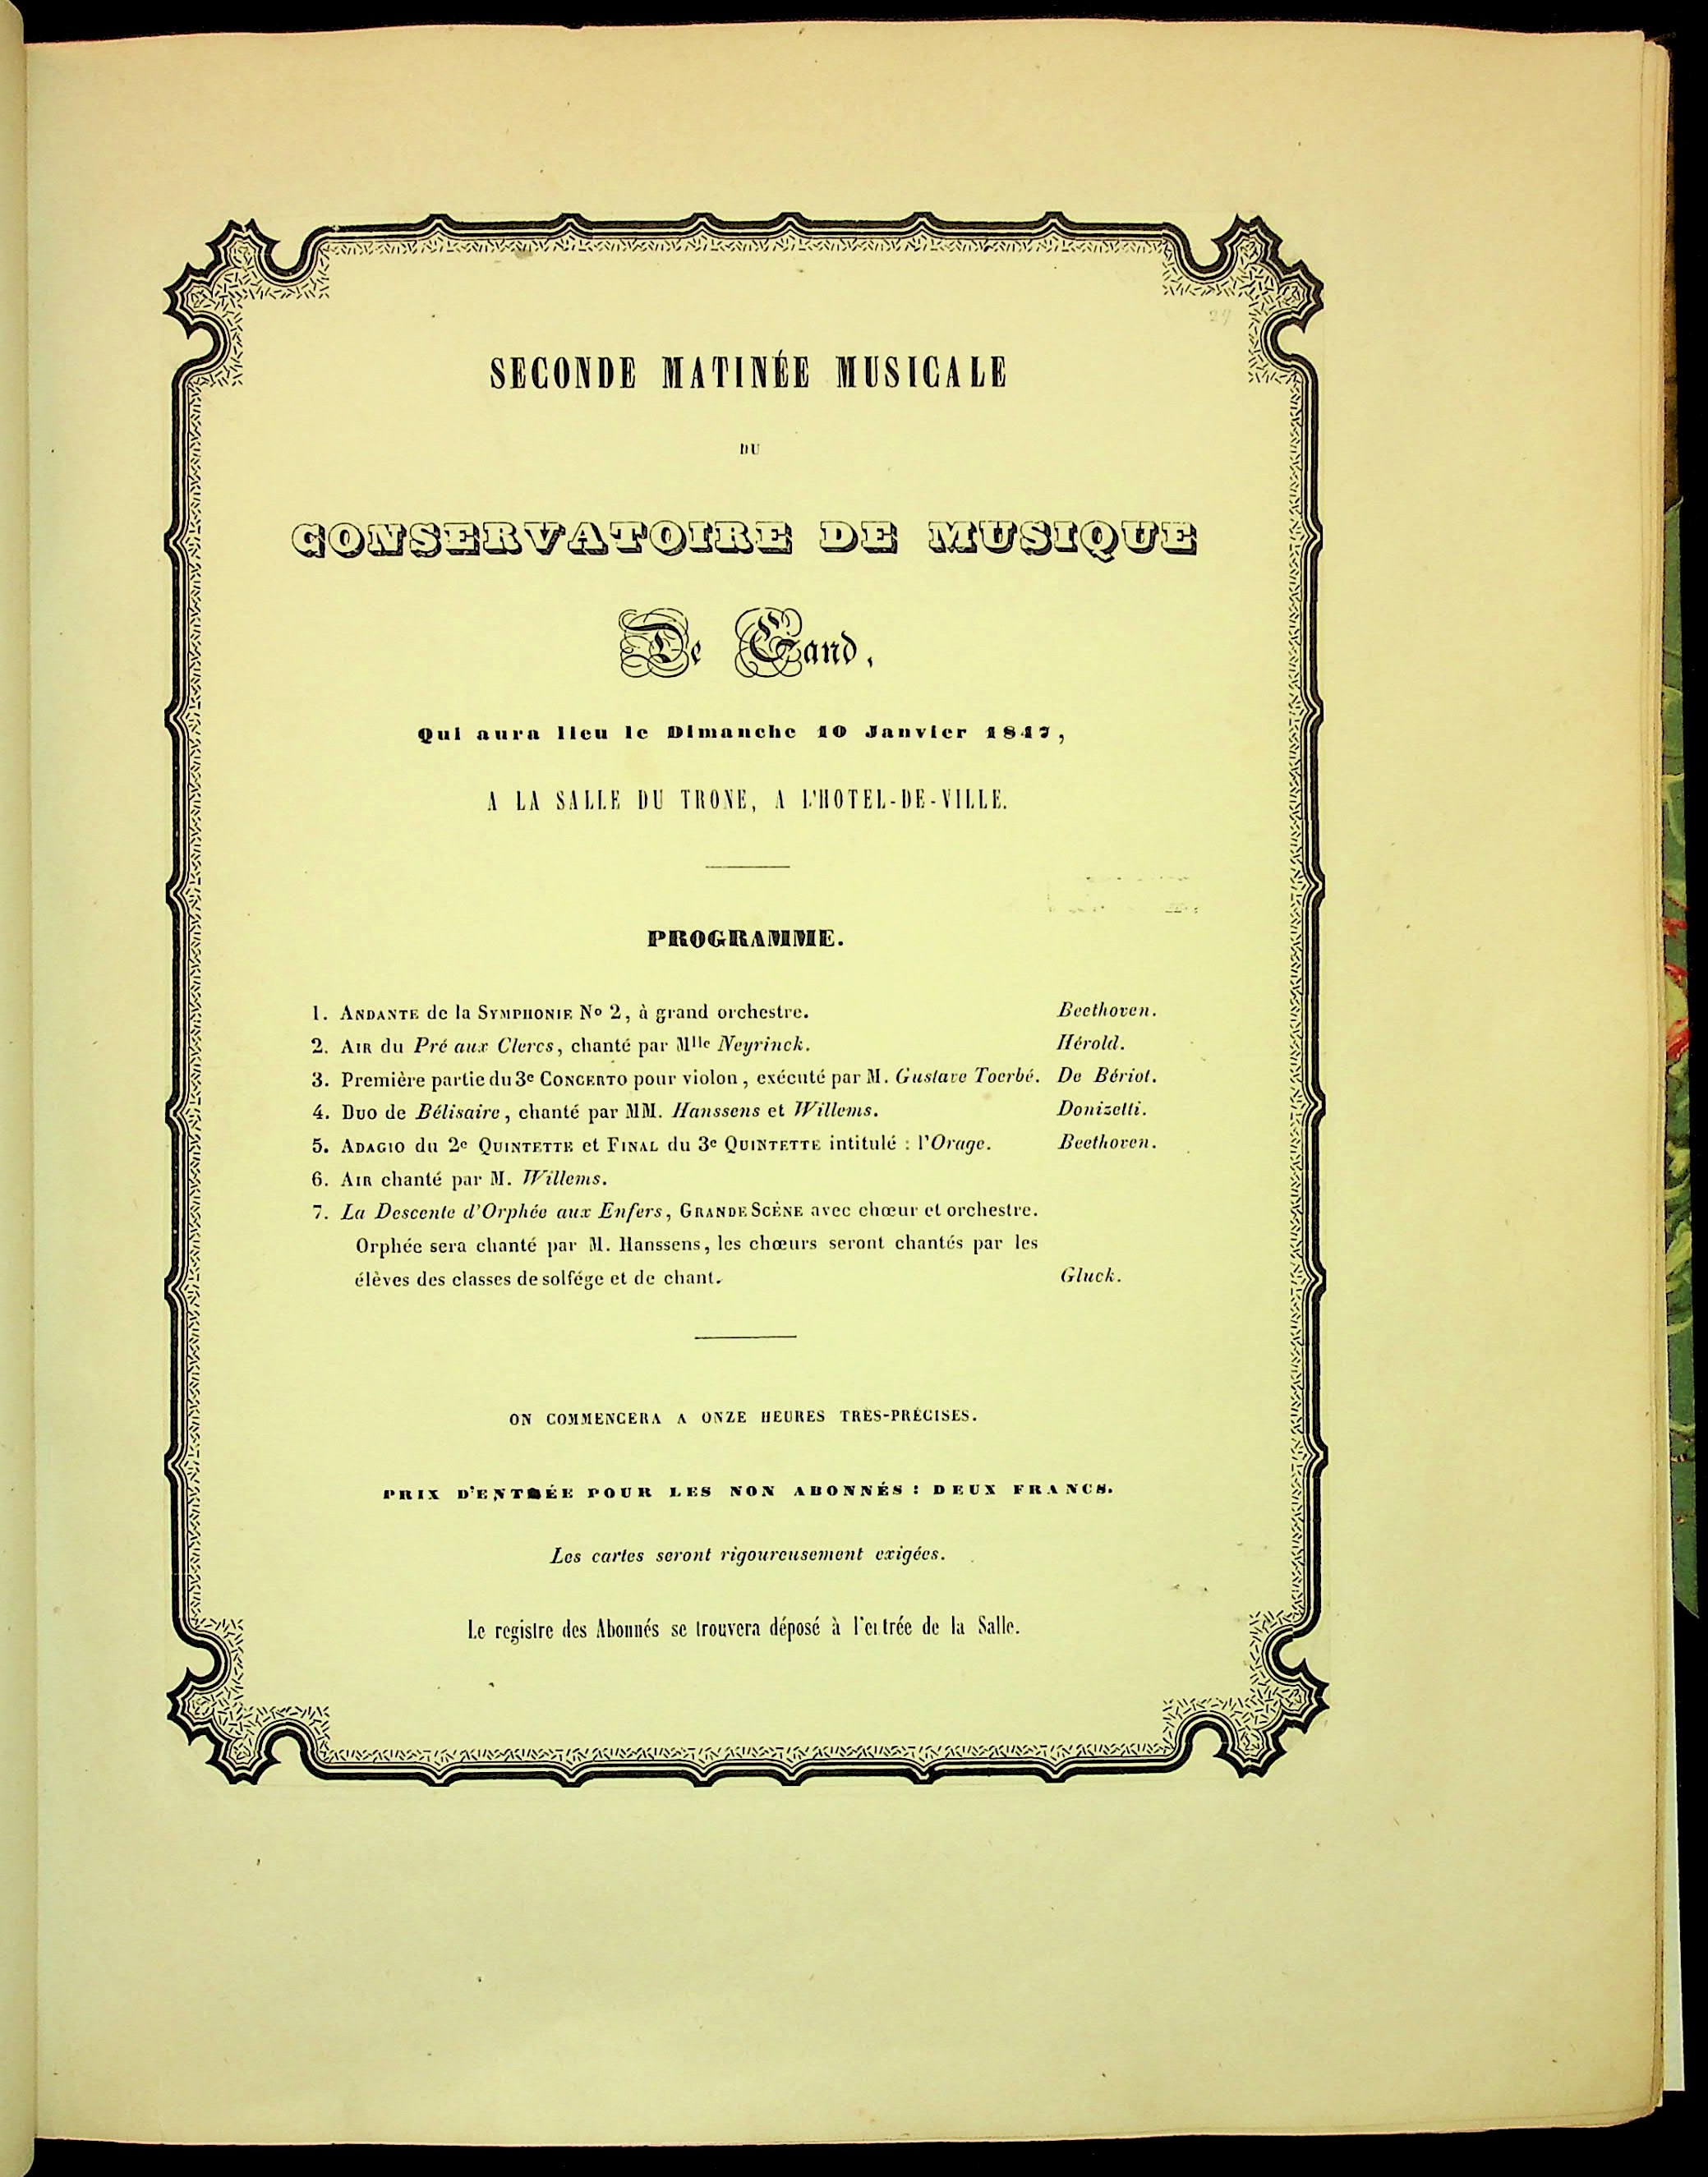 29
SECONDE MATINÉE MUSICALE
DU
CONSERVATOIRE DE MUSIQUE
De Gand,
Qui aura lieu le Dimanche 10 Janvier 1847,
A LA SALLE DU TRONE, A L'HOTEL-DE-VILLE.
PROGRAMME.
1. ANDANTE de la SYMPHONIE No 2, à grand orchestre. Beethoven.
2. AIR du Pré aux Clercs, chanté par Mlle Neyrinck. Hérold.
3. Première partie du 3e CONCERTO pour violon, exécuté par M. Gustave Toerbé. De Bériot.
4. Duo de Bélisaire, chanté par MM. Hanssens et Willems. Donizetti.
5. ADAGIO du 2e QUINTETTE et FINAL du 3e QUINTETTE intitulé : l'Orage. Beethoven.
6. AIR chanté par M. Willems.
7. La Descente d'Orphée aux Enfers, GRANDE SCÈNE avec chœur et orchestre.
Orphée sera chanté par M. Hanssens, les chœurs seront chantés par les
élèves des classes de solfége et de chant. Gluck.
ON COMMENCERA A ONZE HEURES TRÈS-PRÉCISES.
PRIX D'ENTRÉE POUR LES NON ABONNÉS : DEUX FRANCS.
Les cartes seront rigoureusement exigées.
Le registre des Abonnés se trouvera déposé à l'entrée de la Salle.